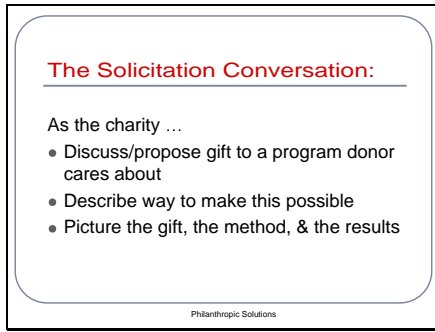 The Solicitation Conversation:
As the charity …
● Discuss/propose gift to a program donor
cares about
● Describe way to make this possible
● Picture the gift, the method, & the results
Philanthropic Solutions